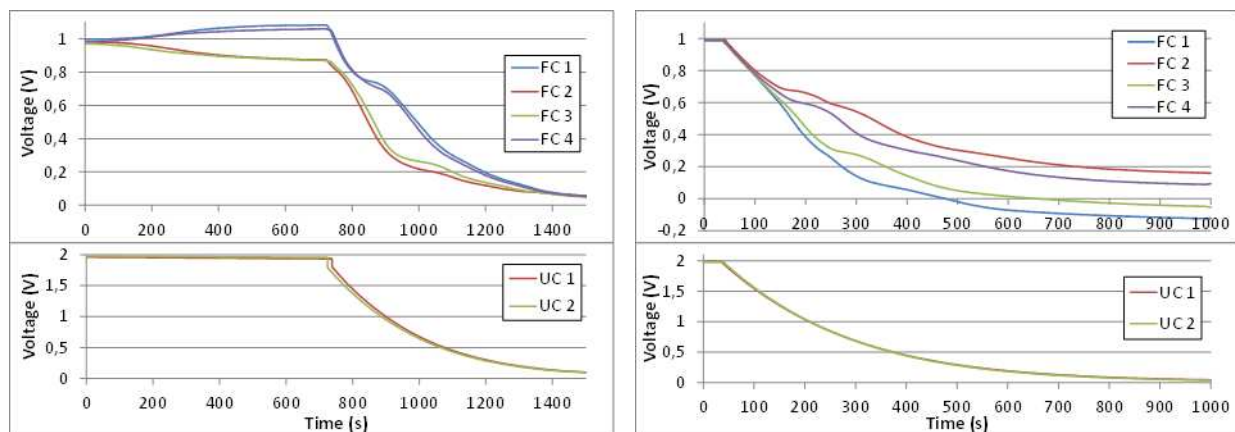 Voltage (V)
1
0,8
0,6
0,4
0,2
0
0 200 400 600 800 1000 1200 1400
FC 1
FC 2
FC 3
FC 4
Voltage (V)
2
1,5
1
0,5
0
0 200 400 600 800 1000 1200 1400
Time (s)
UC 1
UC 2
Voltage (V)
1
0,8
0,6
0,4
0,2
0
-0,2
0 100 200 300 400 500 600 700 800 900 1000
FC 1
FC 2
FC 3
FC 4
Voltage (V)
2
1,5
1
0,5
0
0 100 200 300 400 500 600 700 800 900 1000
Time (s)
UC 1
UC 2